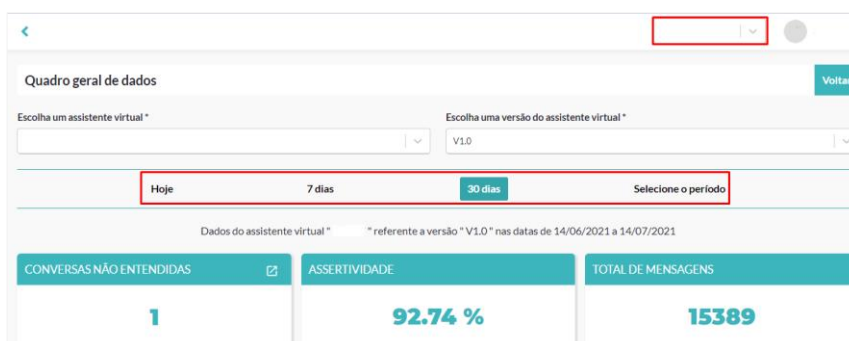 Quadro geral de dados
Voltar
Escolha um assistente virtual *
Escolha uma versão do assistente virtual *
V1.0
Hoje 7 dias 30 dias Selecione o período
Dados do assistente virtual " " referente a versão " V1.0 " nas datas de 14/06/2021 a 14/07/2021
CONVERSAS NÃO ENTENDIDAS ASSERTIVIDADE TOTAL DE MENSAGENS
1 92.74 % 15389